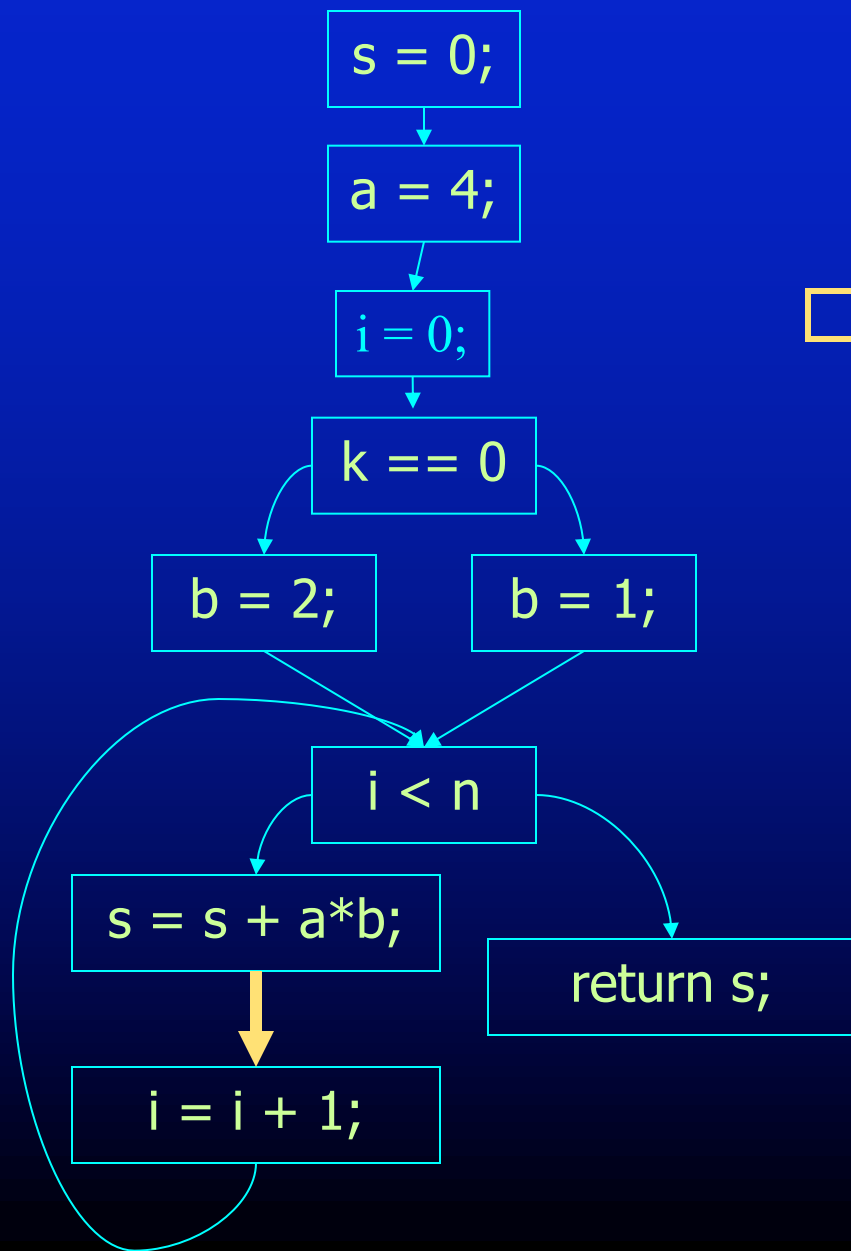 s = 0;
a = 4;
i = 0;
k == 0
b = 2;
b = 1;
i < n
s = s + a*b;
return s;
i = i + 1;